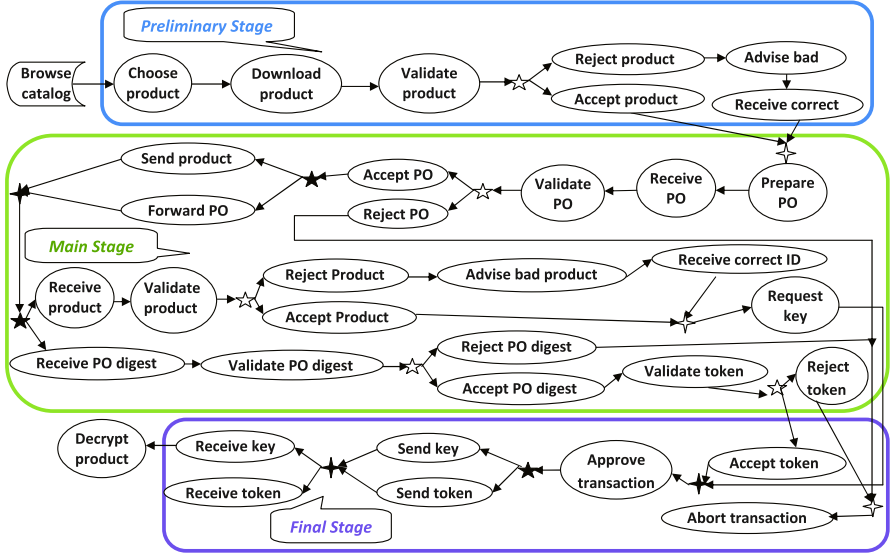 Preliminary Stage
Browse
catalog
Choose
product
Download
product
Validate
product
Reject product
Advise bad
Accept product
Receive correct
Send product
Accept PO
Validate
PO
Receive
PO
Prepare
PO
Forward PO
Reject PO
Main Stage
Receive
product
Validate
product
Reject Product
Advise bad product
Receive correct ID
Accept Product
Request
key
Receive PO digest
Validate PO digest
Reject PO digest
Accept PO digest
Validate token
Reject
token
Decrypt
product
Receive key
Send key
Approve
transaction
Accept token
Receive token
Send token
Abort transaction
Final Stage